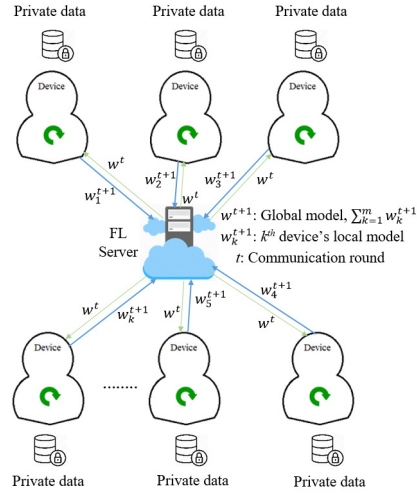 Private data Private data Private data
Device Device Device
w^t w_1^{t+1} w_2^{t+1} w^t w_3^{t+1} w^t
FL
Server
w^{t+1}: Global model, ∑_{k=1}^{m} w_k^{t+1}
w_k^{t+1}: k^{th} device's local model
t: Communication round
w^t w_k^{t+1} w^t w_5^{t+1} w_4^{t+1} w^t
Device Device Device
........
Private data Private data Private data